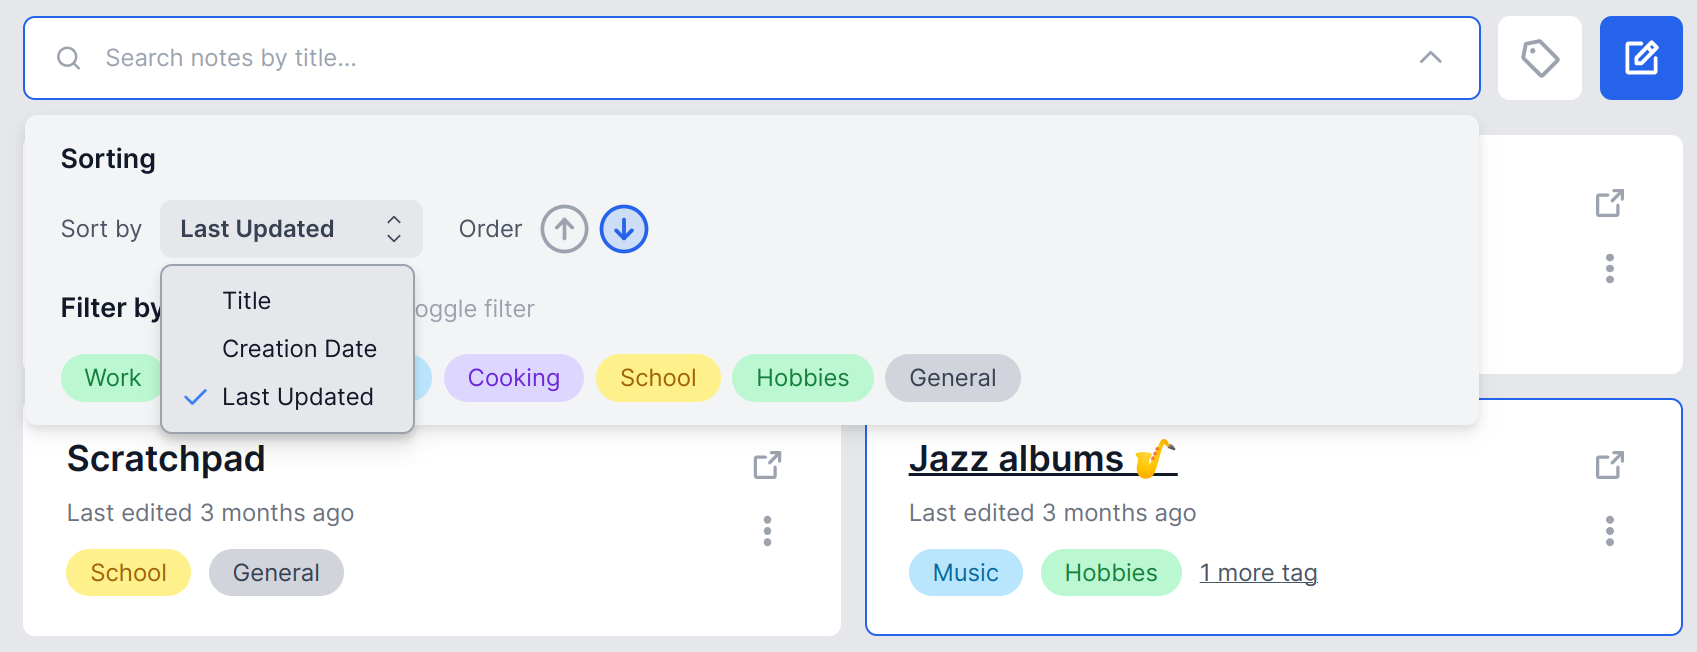 Search notes by title...
Sorting
Sort by Last Updated Order
Title
Filter by oggle filter
Creation Date
Work Cooking School Hobbies General
Last Updated
Scratchpad
Last edited 3 months ago
School General
Jazz albums 🎷
Last edited 3 months ago
Music Hobbies 1 more tag